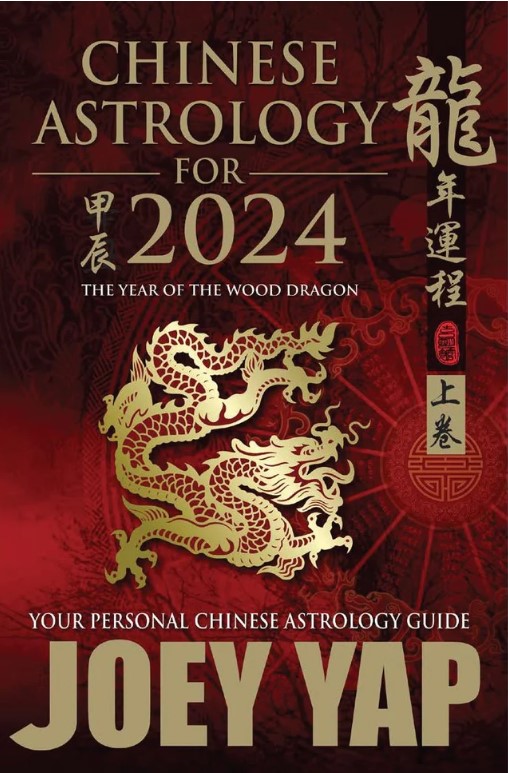 CHINESE
ASTROLOGY
FOR
甲辰
2024
THE YEAR OF THE WOOD DRAGON
龍年運程
上卷
YOUR PERSONAL CHINESE ASTROLOGY GUIDE
JOEY YAP